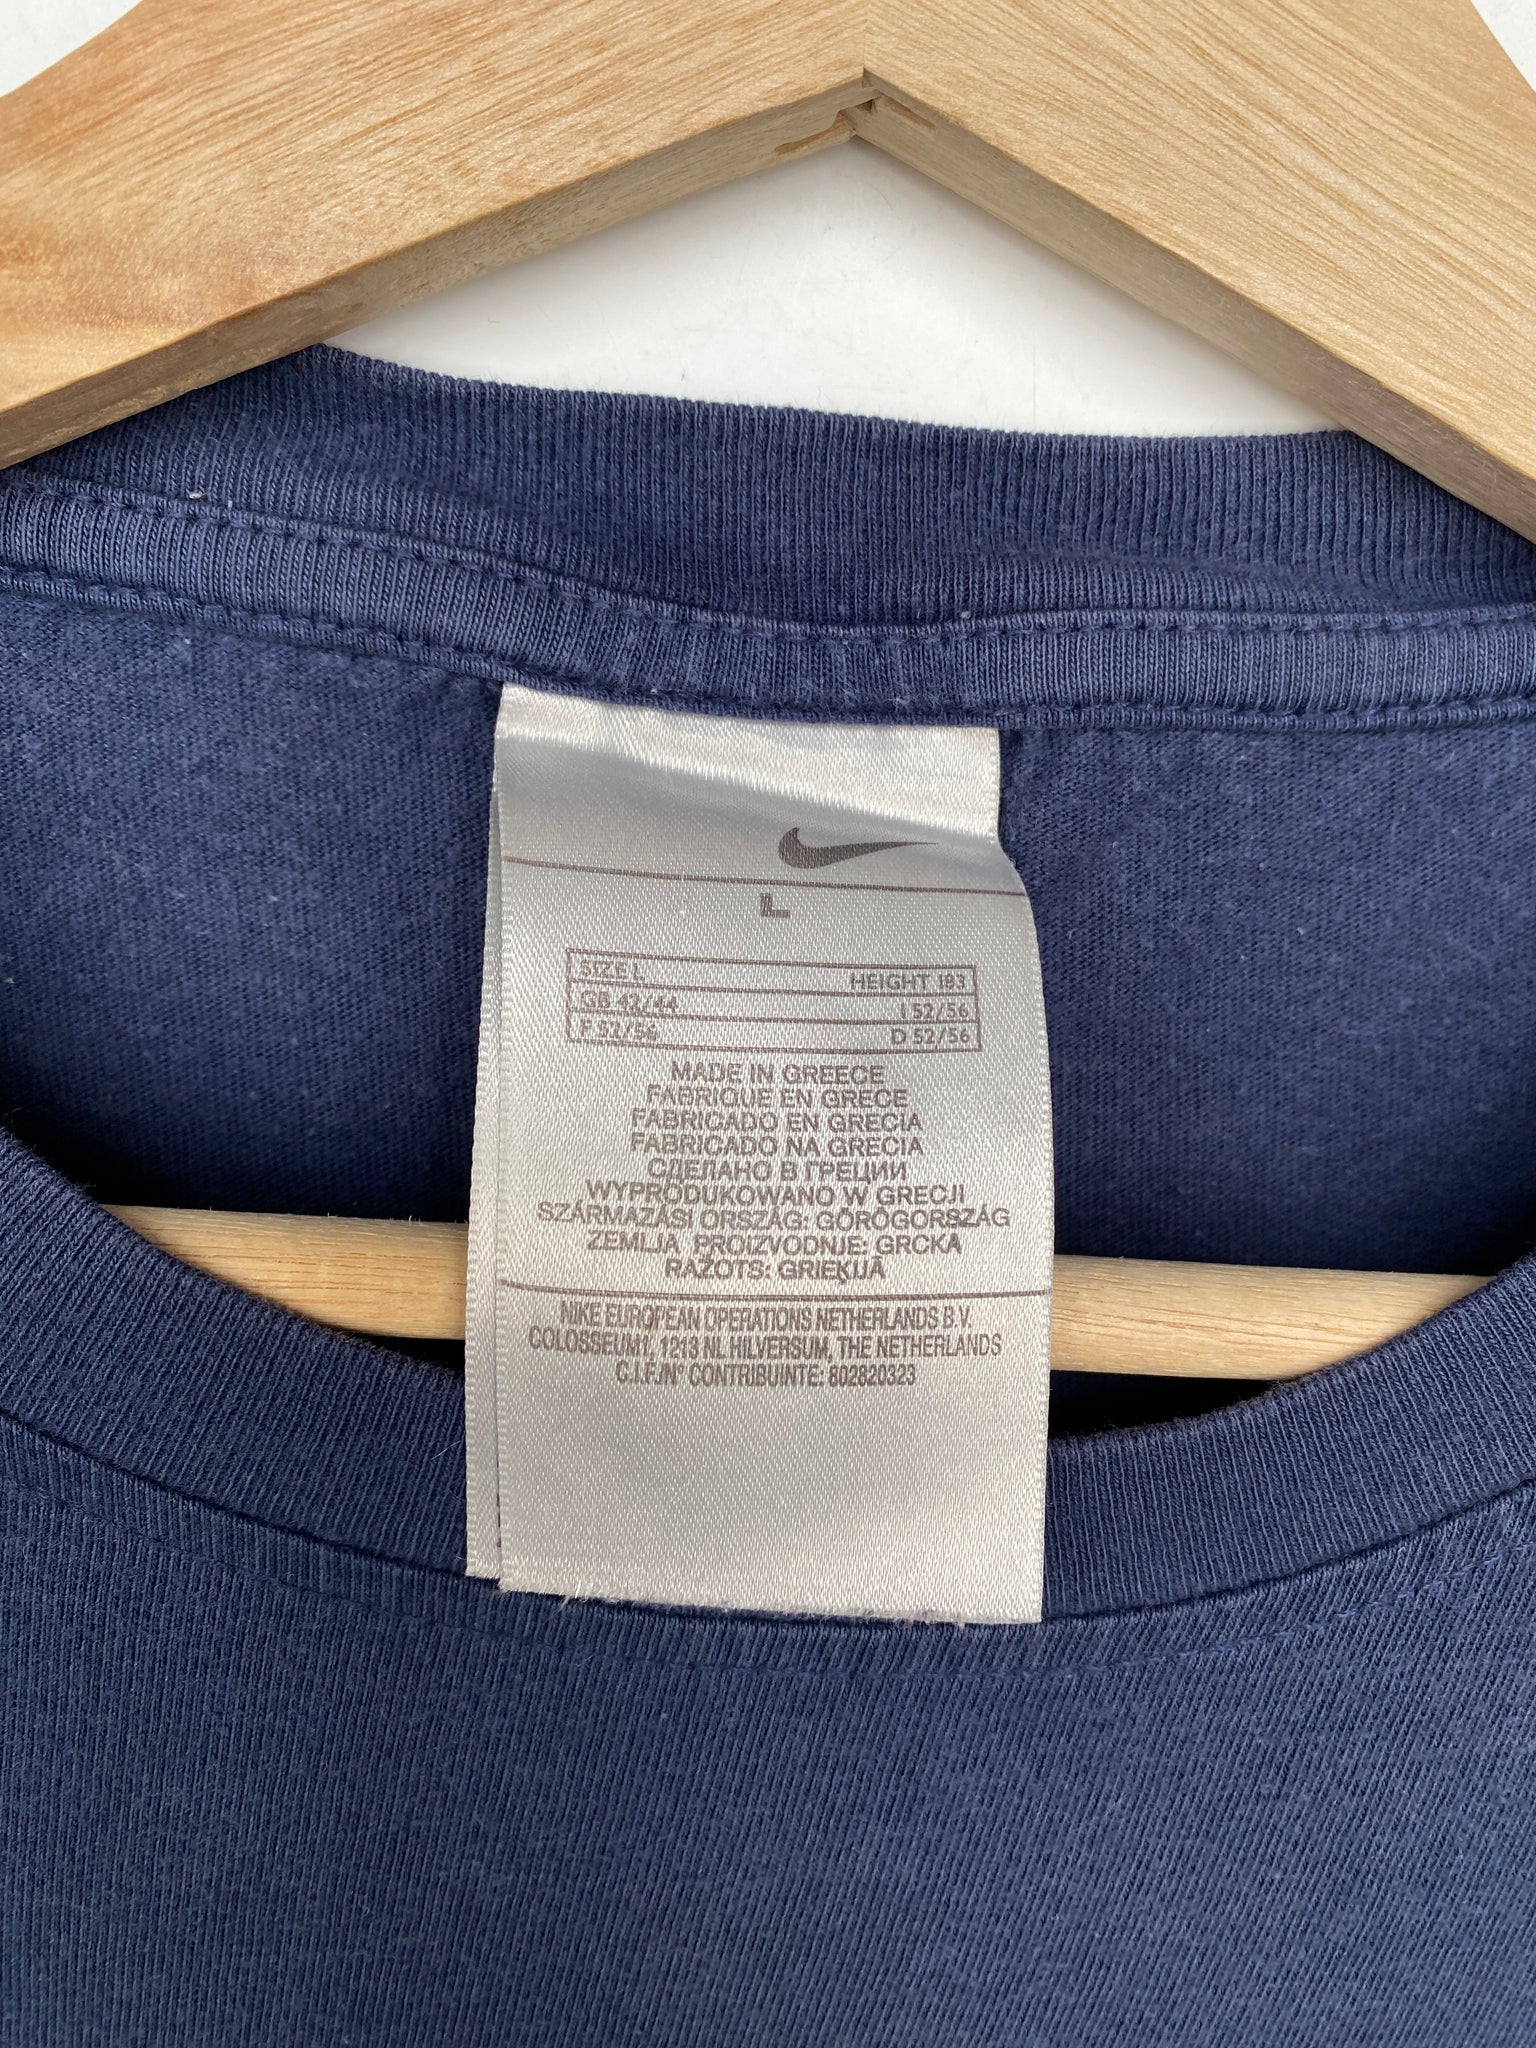 L
SIZE L HEIGHT 183
GB 42/44 I 52/56
F 52/56 D 52/56
MADE IN GREECE
FABRIQUE EN GRECE
FABRICADO EN GRECIA
FABRICADO NA GRECIA
СДЕЛАНО В ГРЕЦИИ
WYPRODUKOWANO W GRECJI
SZÁRMAZÁSI ORSZÁG: GÖRÖGORSZÁG
ZEMLJA PROIZVODNJE: GRCKA
RAŽOTS: GRIEĶIJĀ
NIKE EUROPEAN OPERATIONS NETHERLANDS B.V.
COLOSSEUM1, 1213 NL HILVERSUM, THE NETHERLANDS
C.I.F./N° CONTRIBUINTE: 802820323